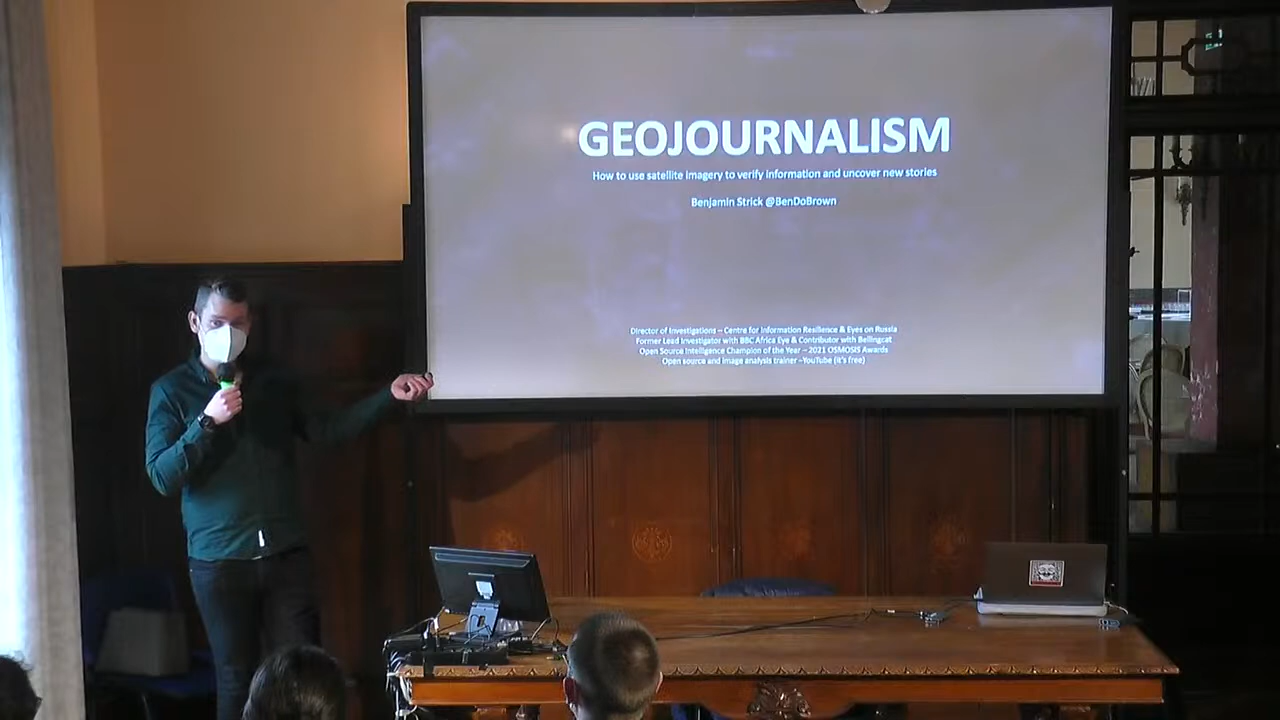 GEOJOURNALISM
How to use satellite imagery to verify information and uncover new stories
Benjamin Strick @BenDoBrown
Director of Investigations – Centre for Information Resilience & Eyes on Russia
Former Lead Investigator with BBC Africa Eye & Contributor with Bellingcat
Open Source Intelligence Champion of the Year – 2021 OSMOSIS Awards
Open source and image analysis trainer –YouTube (it's free)